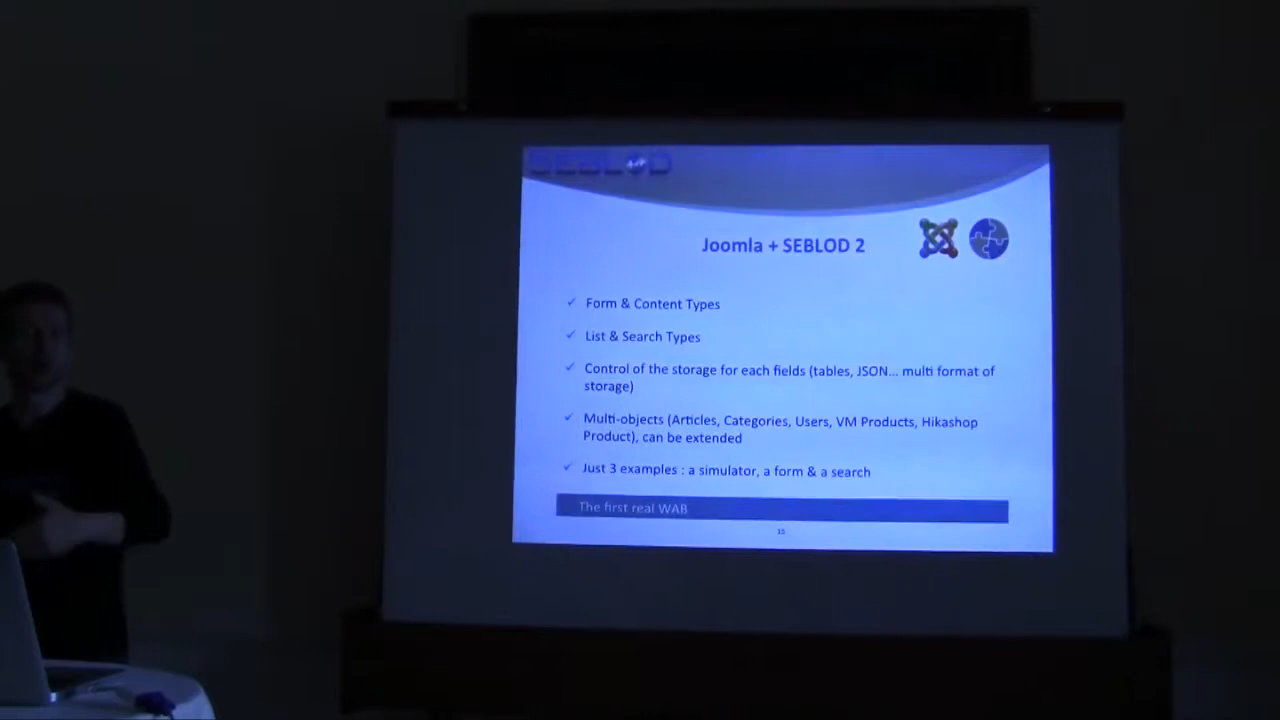 SEBLOD
Joomla + SEBLOD 2
Form & Content Types
List & Search Types
Control of the storage for each fields (tables, JSON... multi format of
storage)
Multi-objects (Articles, Categories, Users, VM Products, Hikashop
Product), can be extended
Just 3 examples : a simulator, a form & a search
The first real WAB
15